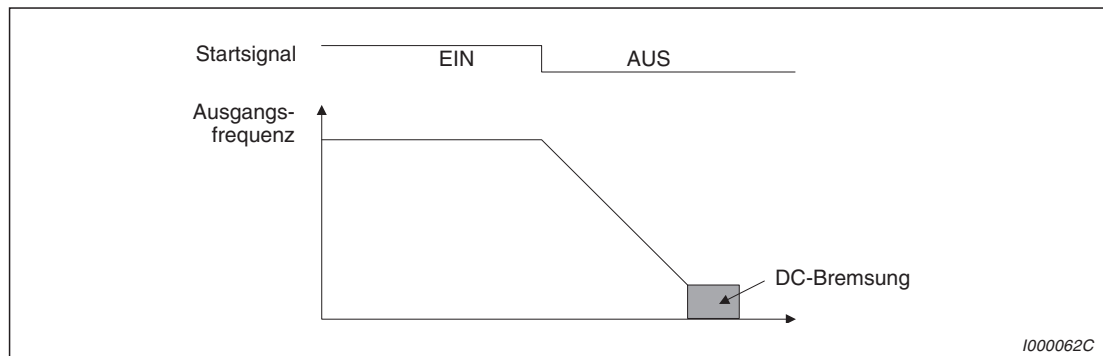 Startsignal
EIN
AUS
Ausgangs-
frequenz
DC-Bremsung
I000062C